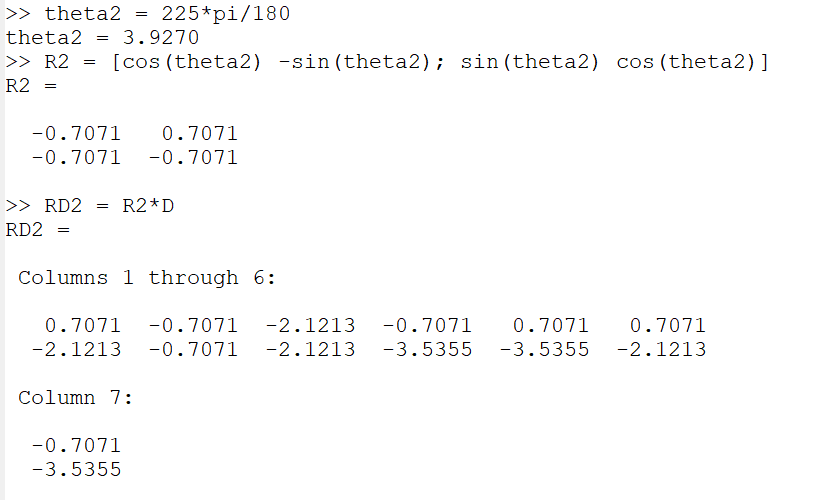 >> theta2 = 225*pi/180
theta2 = 3.9270
>> R2 = [cos(theta2) -sin(theta2); sin(theta2) cos(theta2)]
R2 =
-0.7071 0.7071
-0.7071 -0.7071
>> RD2 = R2*D
RD2 =
Columns 1 through 6:
0.7071 -0.7071 -2.1213 -0.7071 0.7071 0.7071
-2.1213 -0.7071 -2.1213 -3.5355 -3.5355 -2.1213
Column 7:
-0.7071
-3.5355